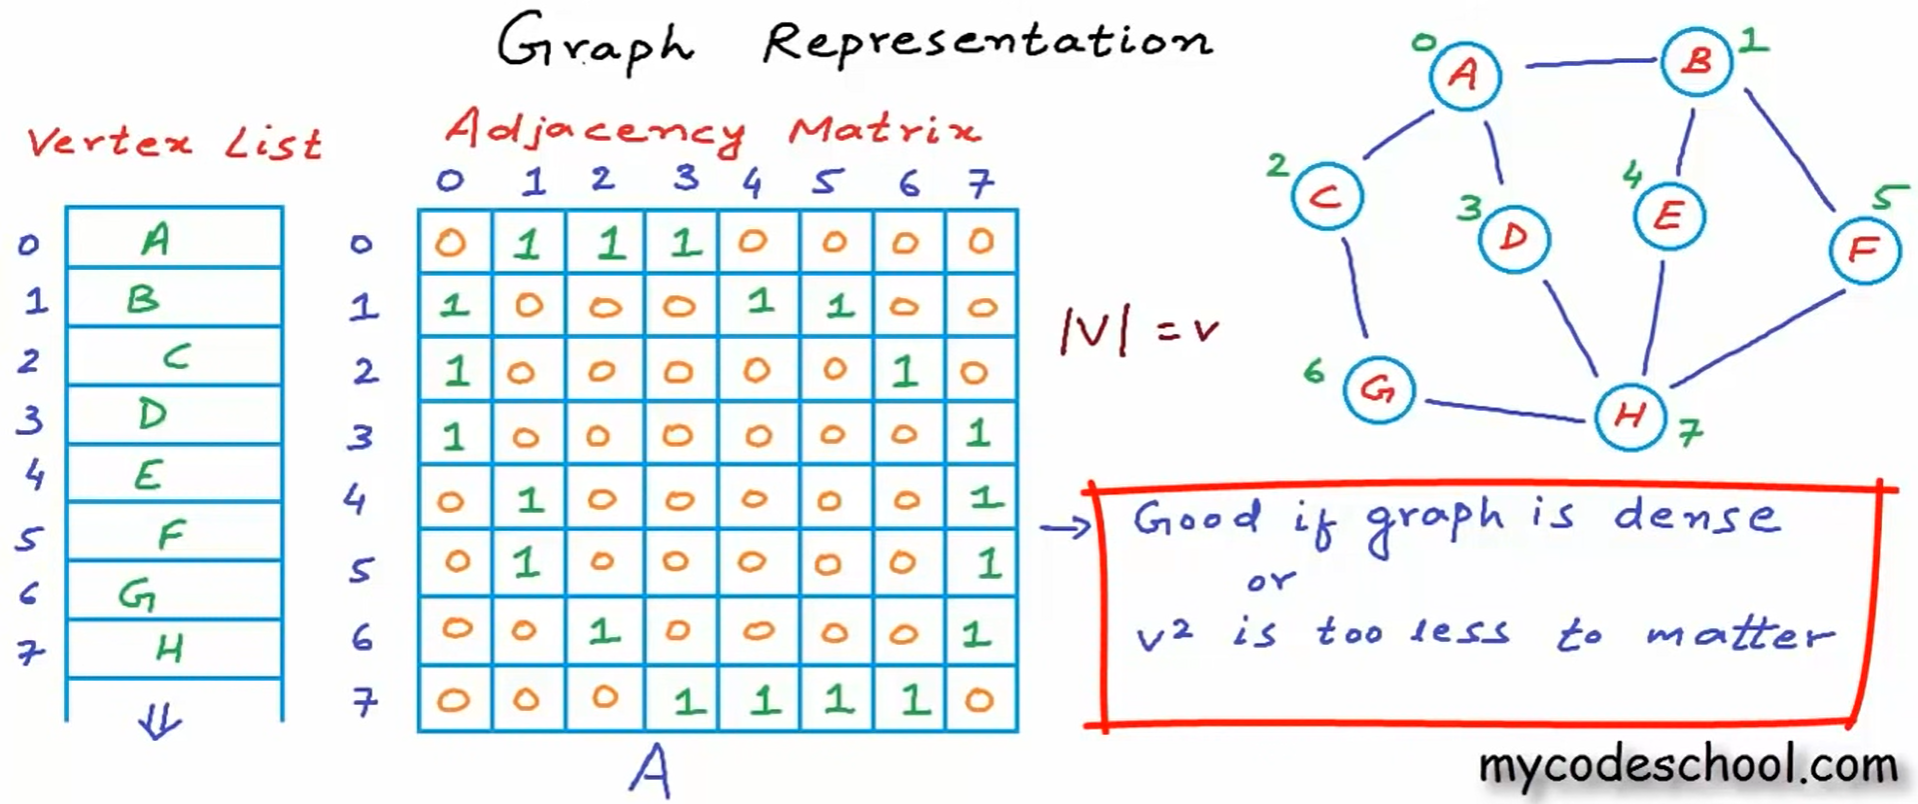 Graph Representation
Vertex List
0 A
1 B
2 C
3 D
4 E
5 F
6 G
7 H
Adjacency Matrix
0 1 2 3 4 5 6 7
0 0 1 1 1 0 0 0 0
1 1 0 0 0 1 1 0 0
2 1 0 0 0 0 0 1 0
3 1 0 0 0 0 0 0 1
4 0 1 0 0 0 0 0 1
5 0 1 0 0 0 0 0 1
6 0 0 1 0 0 0 0 1
7 0 0 0 1 1 1 1 0
A
|V| = v
0 A
B 1
2 C
3 D
4 E
5 F
6 G
H 7
→ Good if graph is dense
or
v² is too less to matter
mycodeschool.com